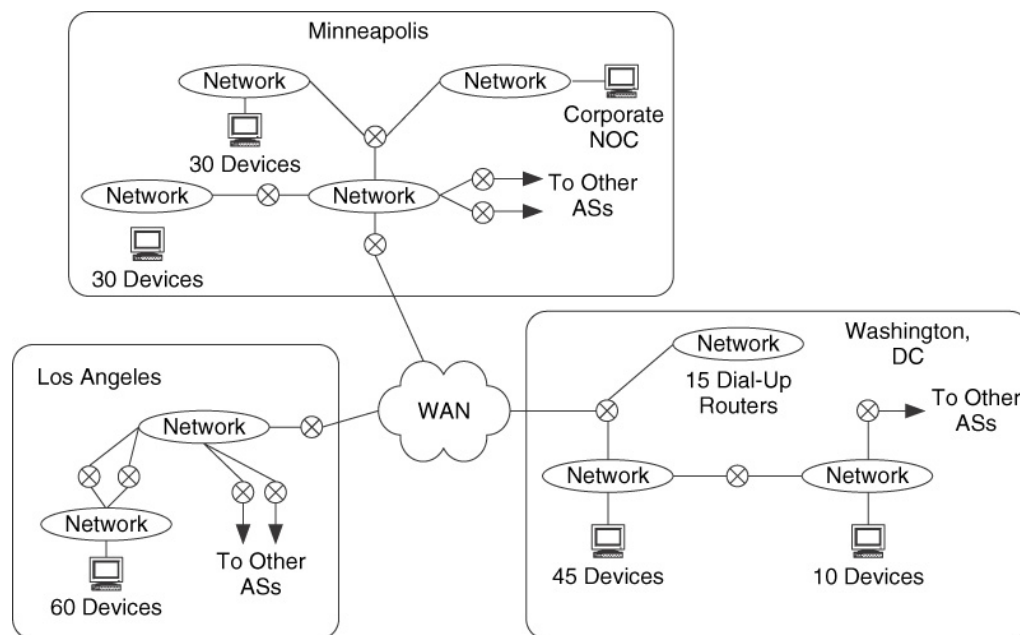 Minneapolis
Network
Network
30 Devices
Corporate
NOC
Network
Network
To Other
ASs
30 Devices
Los Angeles
Network
Network
To Other
ASs
60 Devices
WAN
Washington,
DC
Network
15 Dial-Up
Routers
To Other
ASs
Network
Network
45 Devices
10 Devices